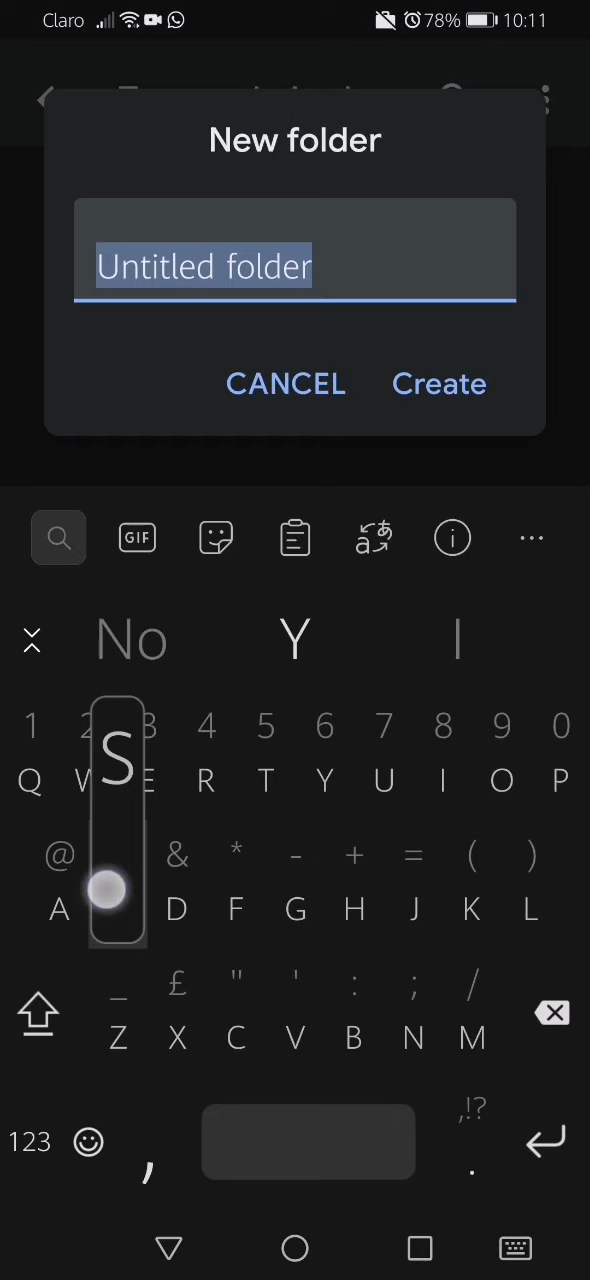 Claro 78% 10:11
New folder
Untitled folder
CANCEL Create
GIF
No Y I
1 2 3 4 5 6 7 8 9 0
Q W E R T Y U I O P
S
@ & * - + = ( )
A D F G H J K L
_ £ " ' : ; /
Z X C V B N M
,!?
123 , .